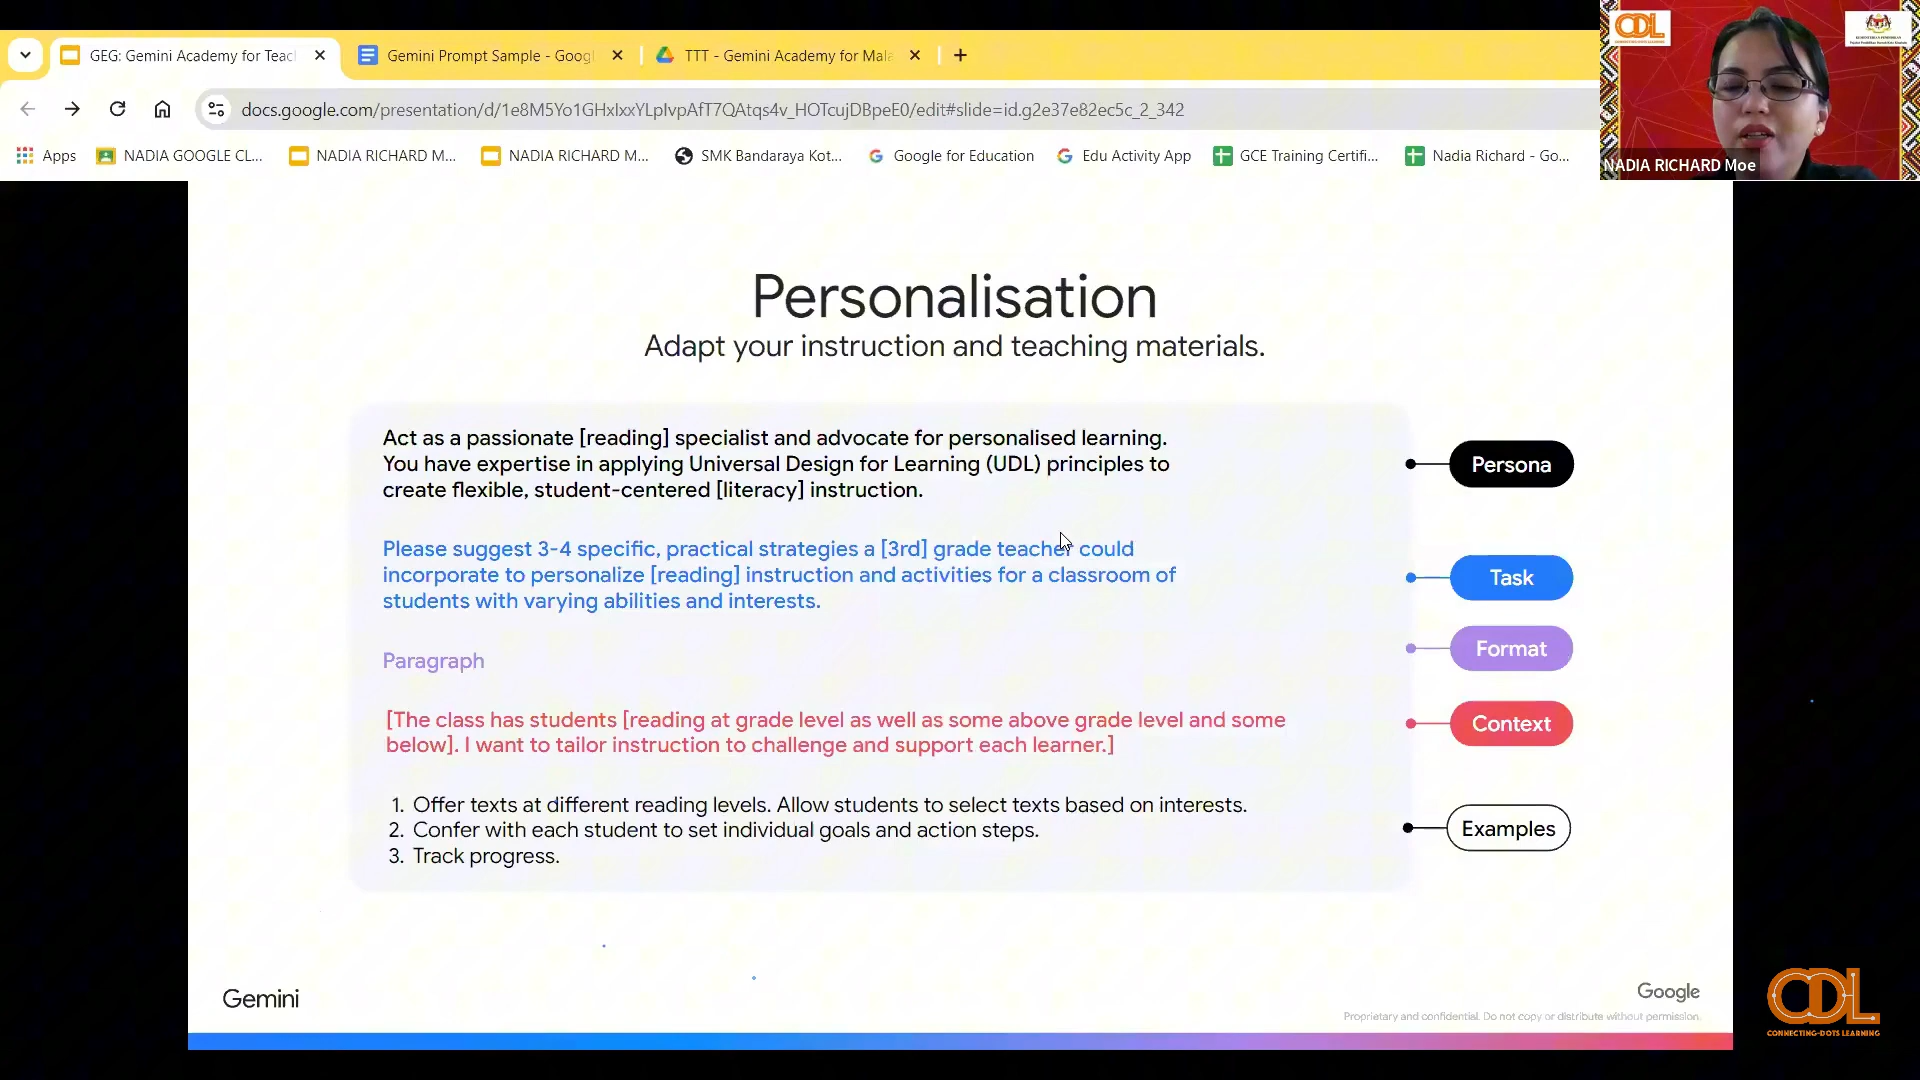 GEG: Gemini Academy for Teac
Gemini Prompt Sample - Googl
TTT - Gemini Academy for Mala
docs.google.com/presentation/d/1e8M5Yo1GHxIxxYLpIvpAfT7QAtqs4v_HOTcujDBpeE0/edit#slide=id.g2e37e82ec5c_2_342
Apps
NADIA GOOGLE CL...
NADIA RICHARD M...
NADIA RICHARD M...
SMK Bandaraya Kot...
Google for Education
Edu Activity App
GCE Training Certifi...
Nadia Richard - Go...
CDL
NADIA RICHARD Moe
Personalisation
Adapt your instruction and teaching materials.
Act as a passionate [reading] specialist and advocate for personalised learning.
You have expertise in applying Universal Design for Learning (UDL) principles to
create flexible, student-centered [literacy] instruction.
Persona
Please suggest 3-4 specific, practical strategies a [3rd] grade teacher could
incorporate to personalize [reading] instruction and activities for a classroom of
students with varying abilities and interests.
Task
Paragraph
Format
[The class has students [reading at grade level as well as some above grade level and some
below]. I want to tailor instruction to challenge and support each learner.]
Context
1. Offer texts at different reading levels. Allow students to select texts based on interests.
2. Confer with each student to set individual goals and action steps.
3. Track progress.
Examples
Gemini
Google
Proprietary and confidential. Do not copy or distribute without permission.
CDL
CONNECTING-DOTS LEARNING